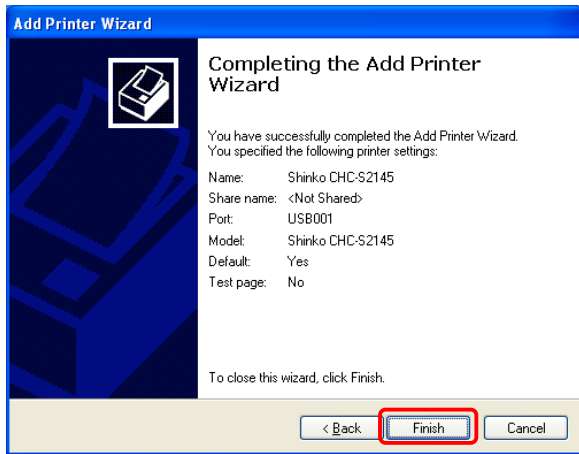 Add Printer Wizard
Completing the Add Printer
Wizard
You have successfully completed the Add Printer Wizard.
You specified the following printer settings:
Name: Shinko CHC-S2145
Share name: <Not Shared>
Port: USB001
Model: Shinko CHC-S2145
Default: Yes
Test page: No
To close this wizard, click Finish.
< Back Finish Cancel